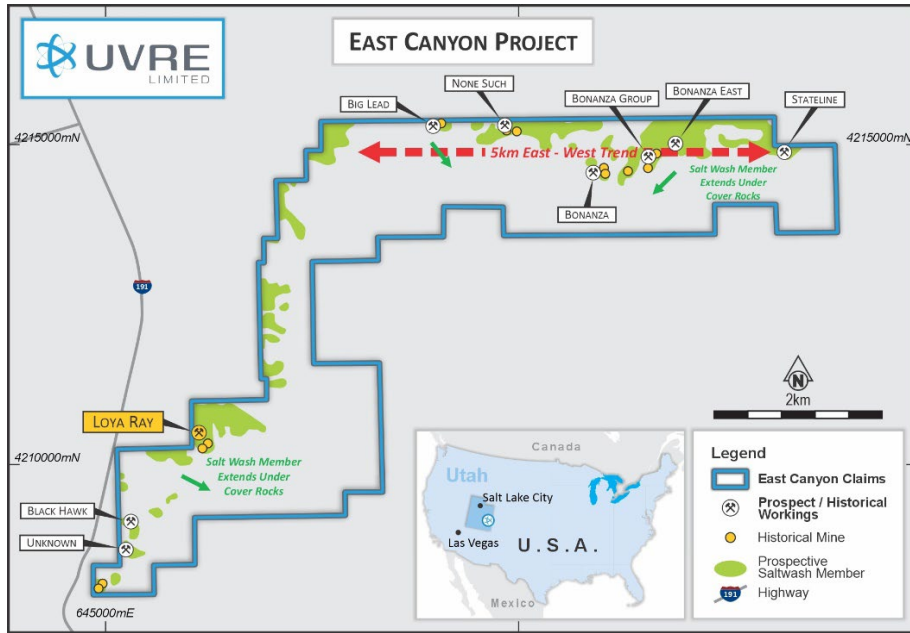 UVRE
LIMITED
EAST CANYON PROJECT
BIG LEAD
NONE SUCH
BONANZA GROUP
BONANZA EAST
STATELINE
4215000mN
4215000mN
5km East - West Trend
Salt Wash Member
Extends Under
Cover Rocks
BONANZA
191
N
2km
LOYA RAY
4210000mN
Salt Wash Member
Extends Under
Cover Rocks
BLACK HAWK
UNKNOWN
645000mE
Canada
Utah
Salt Lake City
Las Vegas
U. S. A.
Mexico
Legend
East Canyon Claims
Prospect / Historical
Workings
Historical Mine
Prospective
Saltwash Member
191
Highway